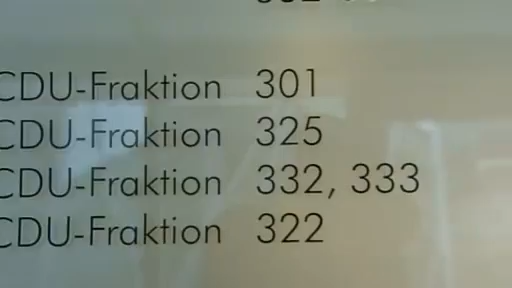 CDU-Fraktion 301
CDU-Fraktion 325
CDU-Fraktion 332, 333
CDU-Fraktion 322